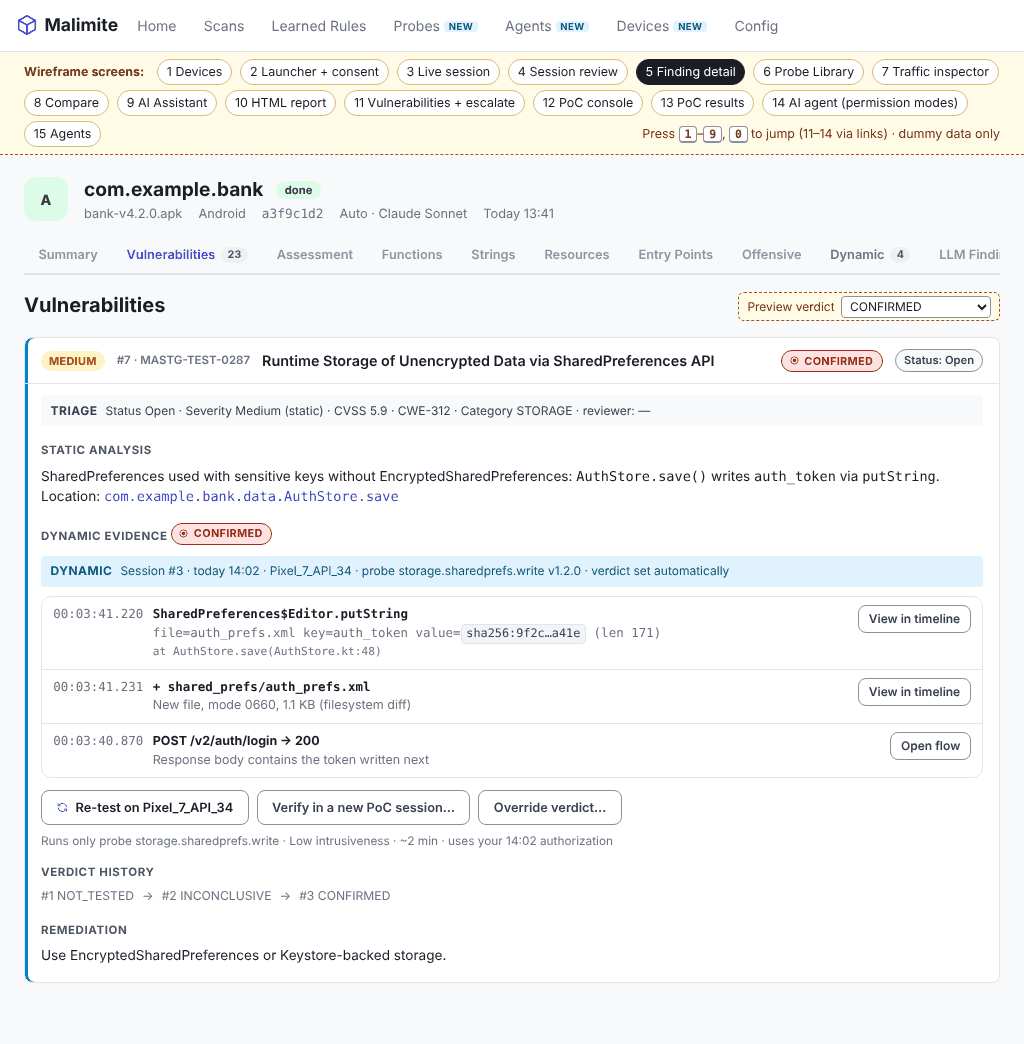 Malimite Home Scans Learned Rules Probes NEW Agents NEW Devices NEW Config
Wireframe screens: 1 Devices 2 Launcher + consent 3 Live session 4 Session review 5 Finding detail 6 Probe Library 7 Traffic inspector
8 Compare 9 AI Assistant 10 HTML report 11 Vulnerabilities + escalate 12 PoC console 13 PoC results 14 AI agent (permission modes)
15 Agents Press 1–9, 0 to jump (11–14 via links) · dummy data only
A com.example.bank done
bank-v4.2.0.apk Android a3f9c1d2 Auto · Claude Sonnet Today 13:41
Summary Vulnerabilities 23 Assessment Functions Strings Resources Entry Points Offensive Dynamic 4 LLM Findi
Vulnerabilities Preview verdict CONFIRMED
MEDIUM #7 · MASTG-TEST-0287 Runtime Storage of Unencrypted Data via SharedPreferences API CONFIRMED Status: Open
TRIAGE Status Open · Severity Medium (static) · CVSS 5.9 · CWE-312 · Category STORAGE · reviewer: —
STATIC ANALYSIS
SharedPreferences used with sensitive keys without EncryptedSharedPreferences: AuthStore.save() writes auth_token via putString.
Location: com.example.bank.data.AuthStore.save
DYNAMIC EVIDENCE CONFIRMED
DYNAMIC Session #3 · today 14:02 · Pixel_7_API_34 · probe storage.sharedprefs.write v1.2.0 · verdict set automatically
00:03:41.220 SharedPreferences$Editor.putString View in timeline
file=auth_prefs.xml key=auth_token value=sha256:9f2c…a41e (len 171)
at AuthStore.save(AuthStore.kt:48)
00:03:41.231 + shared_prefs/auth_prefs.xml View in timeline
New file, mode 0660, 1.1 KB (filesystem diff)
00:03:40.870 POST /v2/auth/login → 200 Open flow
Response body contains the token written next
Re-test on Pixel_7_API_34 Verify in a new PoC session… Override verdict…
Runs only probe storage.sharedprefs.write · Low intrusiveness · ~2 min · uses your 14:02 authorization
VERDICT HISTORY
#1 NOT_TESTED → #2 INCONCLUSIVE → #3 CONFIRMED
REMEDIATION
Use EncryptedSharedPreferences or Keystore-backed storage.